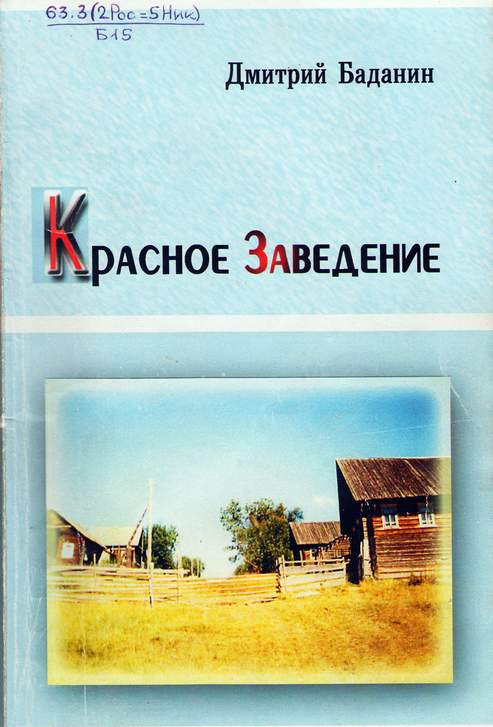 63.3(2Рос=5Ник)
Б15
Дмитрий Баданин
Красное Заведение